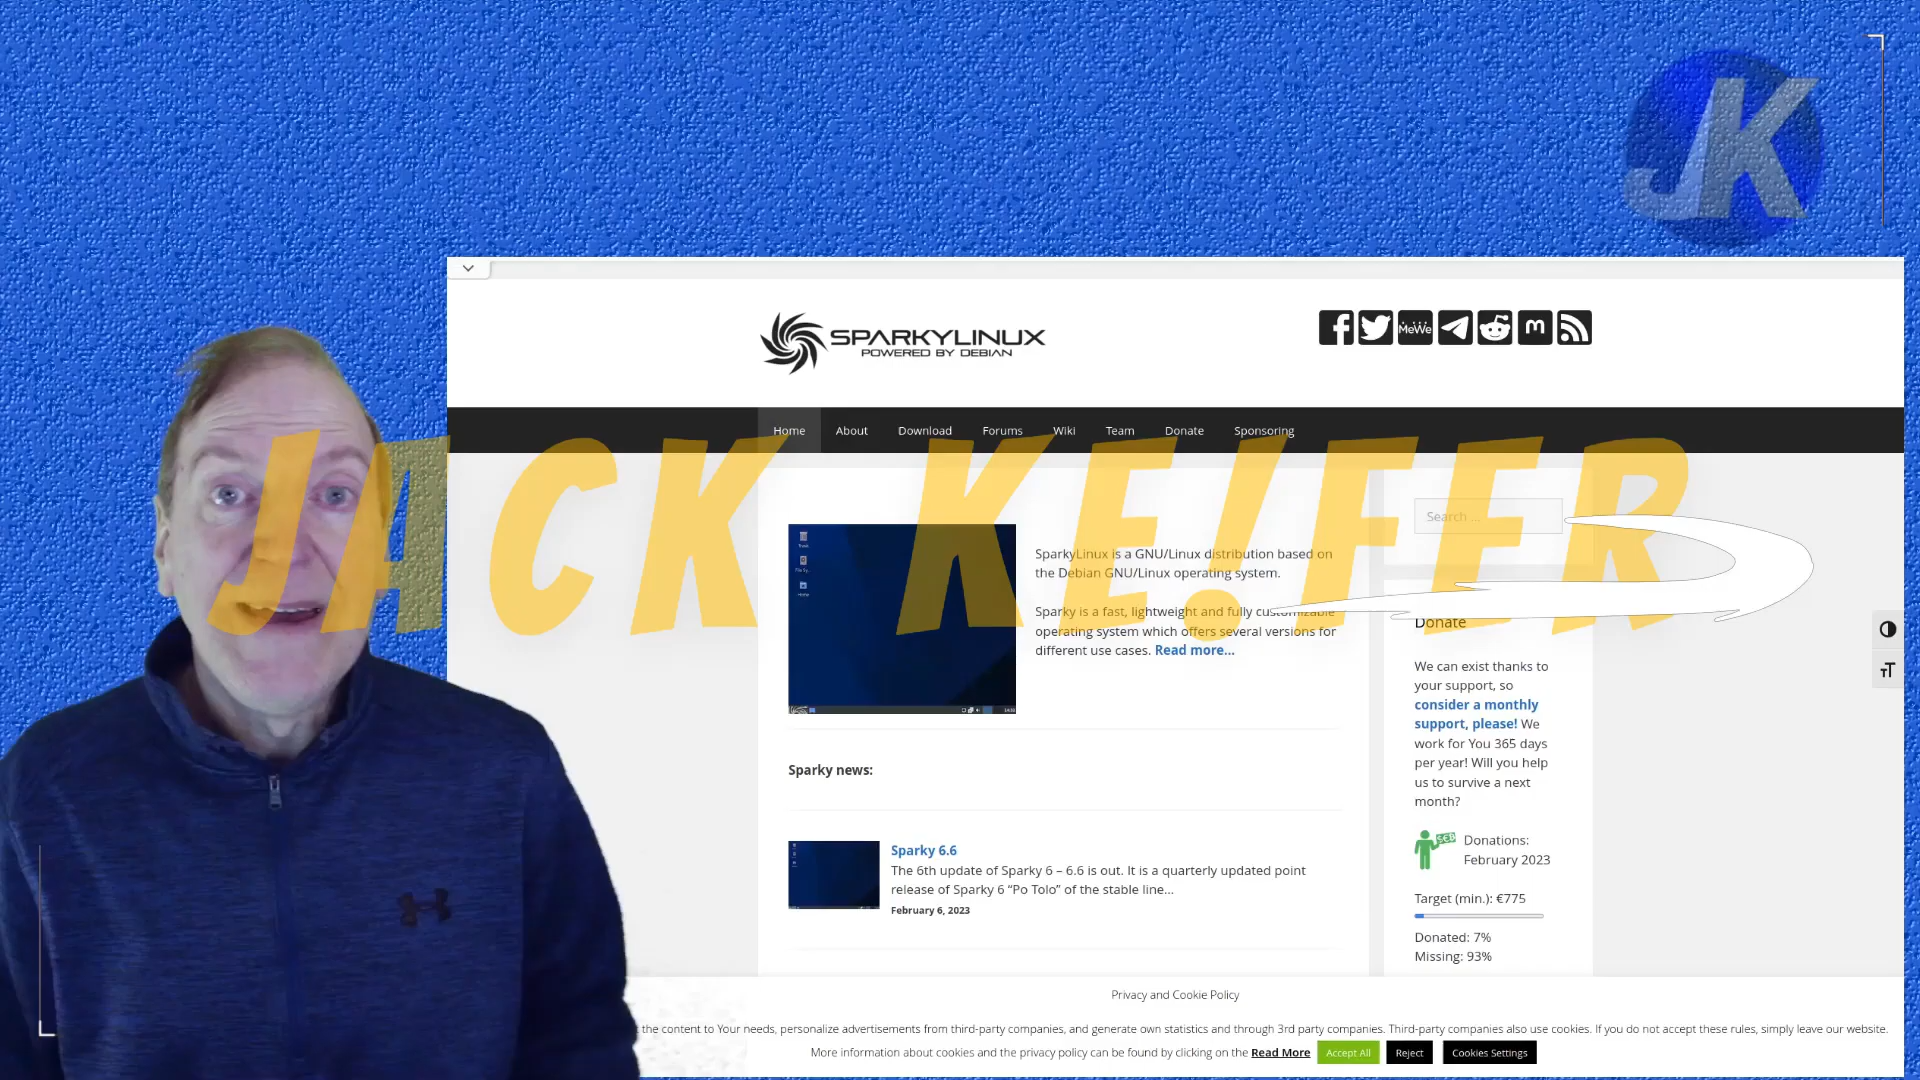 JK
SPARKYLINUX
POWERED BY DEBIAN
MeWe
Home About Download Forums Wiki Team Donate Sponsoring
JACK KE!FER
Search ...
SparkyLinux is a GNU/Linux distribution based on
the Debian GNU/Linux operating system.
Sparky is a fast, lightweight and fully customizable
operating system which offers several versions for
different use cases. Read more...
Donate
We can exist thanks to
your support, so
consider a monthly
support, please! We
work for You 365 days
per year! Will you help
us to survive a next
month?
Sparky news:
Donations:
February 2023
Sparky 6.6
The 6th update of Sparky 6 – 6.6 is out. It is a quarterly updated point
release of Sparky 6 “Po Tolo” of the stable line...
February 6, 2023
Target (min.): €775
Donated: 7%
Missing: 93%
Privacy and Cookie Policy
the content to Your needs, personalize advertisements from third-party companies, and generate own statistics and through 3rd party companies. Third-party companies also use cookies. If you do not accept these rules, simply leave our website.
More information about cookies and the privacy policy can be found by clicking on the Read More Accept All Reject Cookies Settings